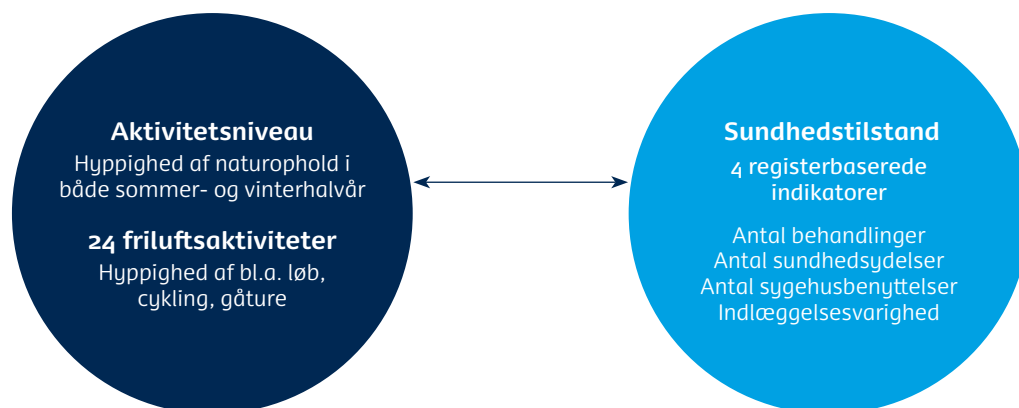 Aktivitetsniveau
Hyppighed af naturophold i
både sommer- og vinterhalvår
24 friluftsaktiviteter
Hyppighed af bl.a. løb,
cykling, gåture
Sundhedstilstand
4 registerbaserede
indikatorer
Antal behandlinger
Antal sundhedsydelser
Antal sygehusbenyttelser
Indlæggelsesvarighed